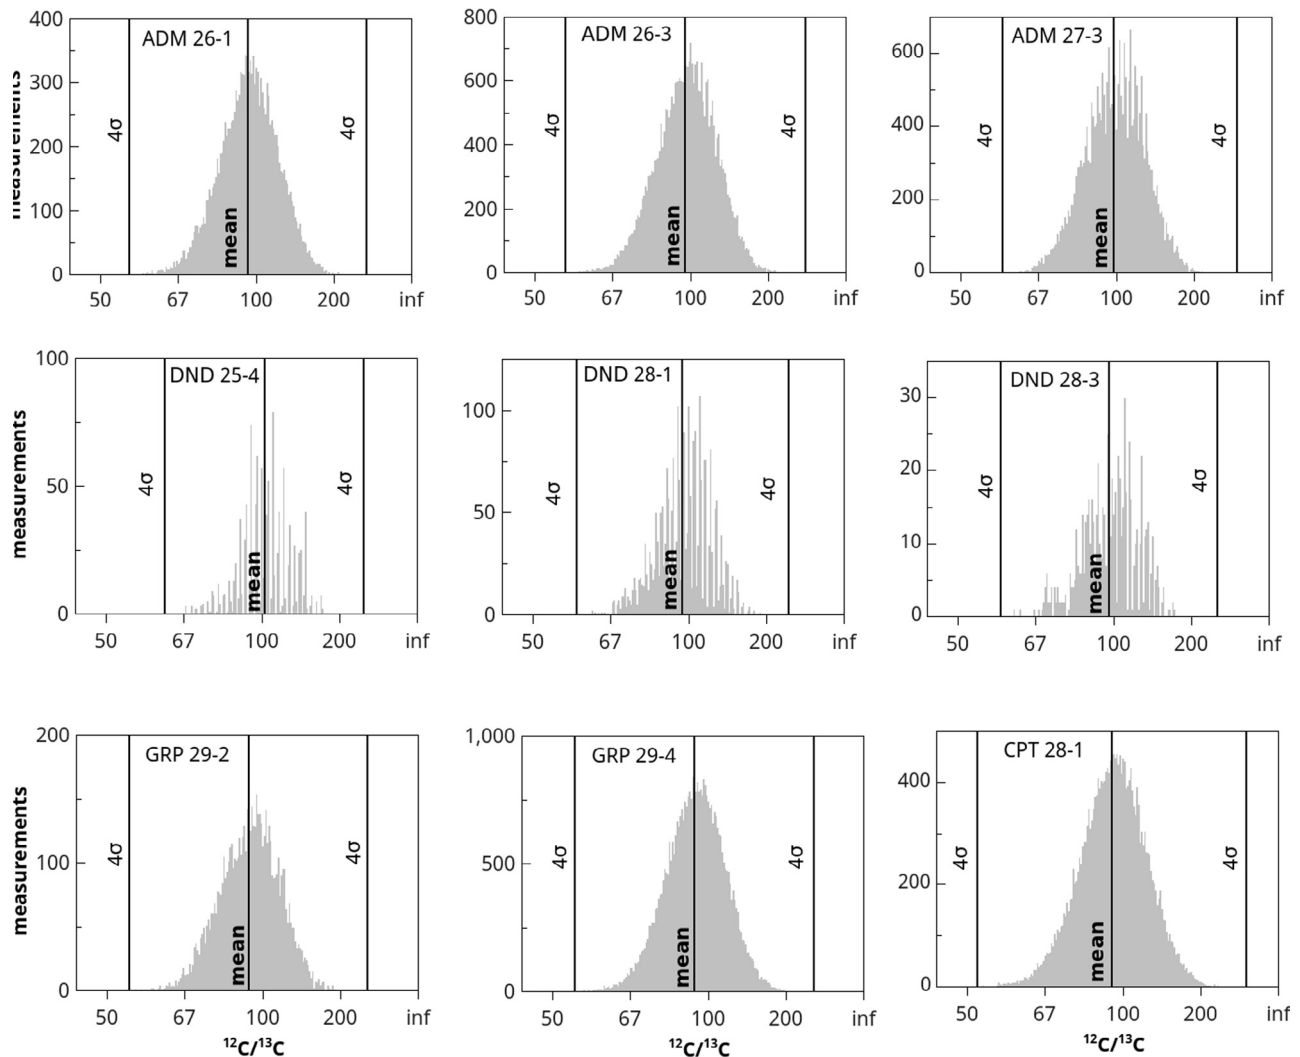 400
300
200
100
0
measurements
ADM 26-1
4σ
mean
4σ
50 67 100 200 inf
800
600
400
200
0
ADM 26-3
4σ
mean
4σ
50 67 100 200 inf
600
400
200
0
ADM 27-3
4σ
mean
4σ
50 67 100 200 inf
100
50
0
measurements
DND 25-4
4σ
mean
4σ
50 67 100 200 inf
100
50
0
DND 28-1
4σ
mean
4σ
50 67 100 200 inf
30
20
10
0
DND 28-3
4σ
mean
4σ
50 67 100 200 inf
200
100
0
measurements
GRP 29-2
4σ
mean
4σ
50 67 100 200 inf
¹²C/¹³C
1,000
500
0
GRP 29-4
4σ
mean
4σ
50 67 100 200 inf
¹²C/¹³C
400
200
0
CPT 28-1
4σ
mean
4σ
50 67 100 200 inf
¹²C/¹³C